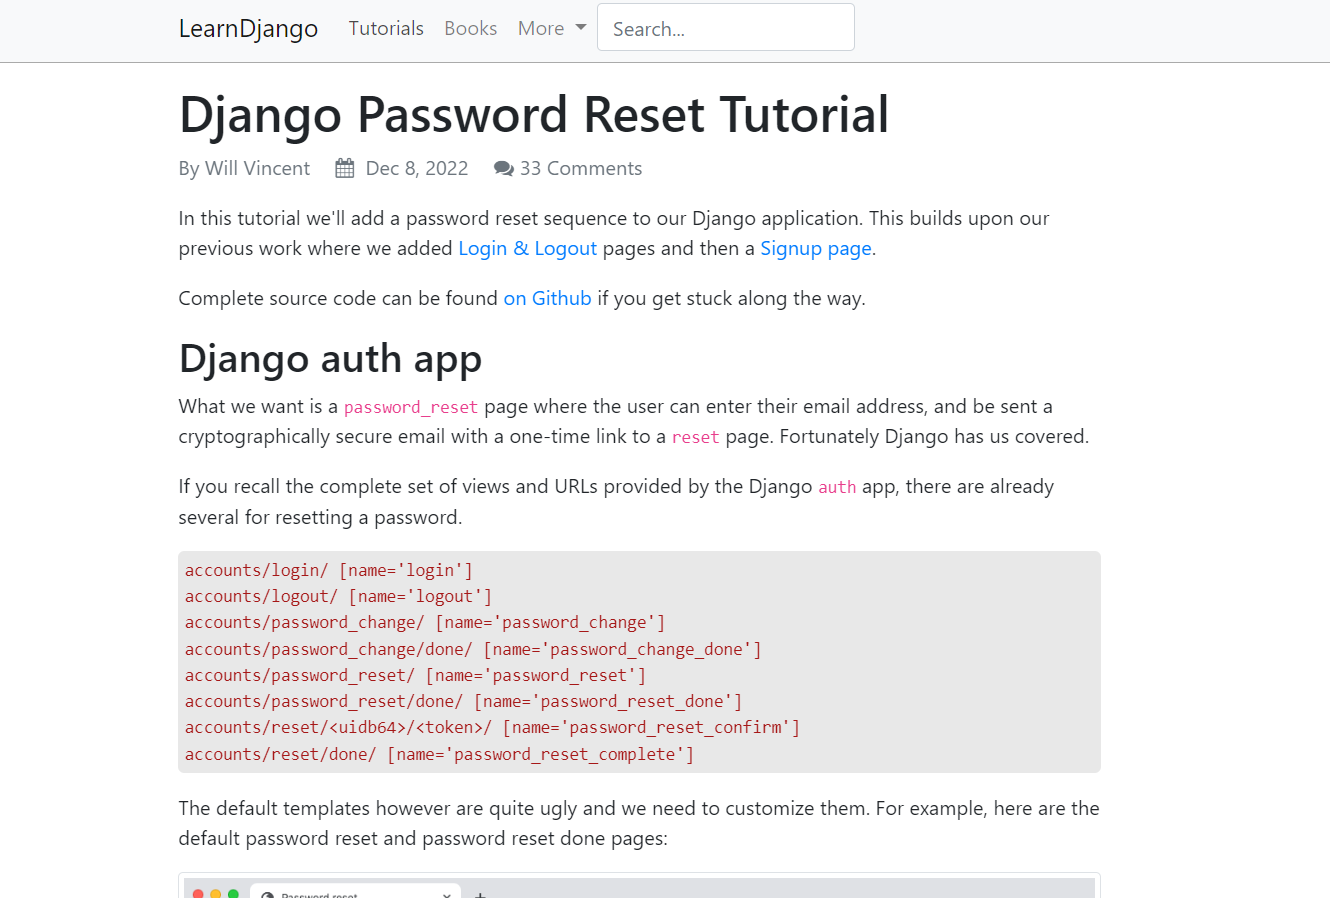 LearnDjango Tutorials Books More Search...
Django Password Reset Tutorial
By Will Vincent Dec 8, 2022 33 Comments
In this tutorial we'll add a password reset sequence to our Django application. This builds upon our
previous work where we added Login & Logout pages and then a Signup page.
Complete source code can be found on Github if you get stuck along the way.
Django auth app
What we want is a password_reset page where the user can enter their email address, and be sent a
cryptographically secure email with a one-time link to a reset page. Fortunately Django has us covered.
If you recall the complete set of views and URLs provided by the Django auth app, there are already
several for resetting a password.
accounts/login/ [name='login']
accounts/logout/ [name='logout']
accounts/password_change/ [name='password_change']
accounts/password_change/done/ [name='password_change_done']
accounts/password_reset/ [name='password_reset']
accounts/password_reset/done/ [name='password_reset_done']
accounts/reset/<uidb64>/<token>/ [name='password_reset_confirm']
accounts/reset/done/ [name='password_reset_complete']
The default templates however are quite ugly and we need to customize them. For example, here are the
default password reset and password reset done pages:
Password reset